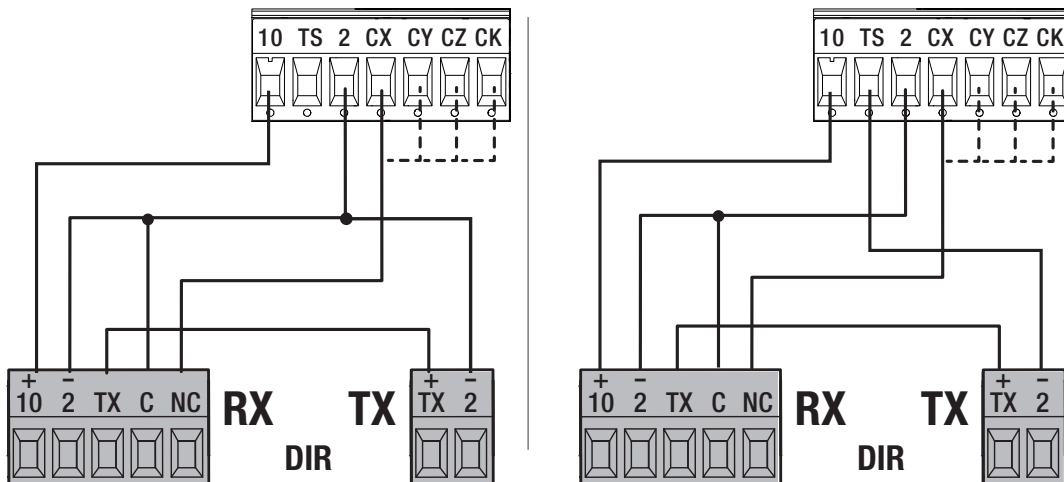 10 TS 2 CX CY CZ CK
+ − + −
10 2 TX C NC RX TX TX 2
DIR
10 TS 2 CX CY CZ CK
+ − + −
10 2 TX C NC RX TX TX 2
DIR